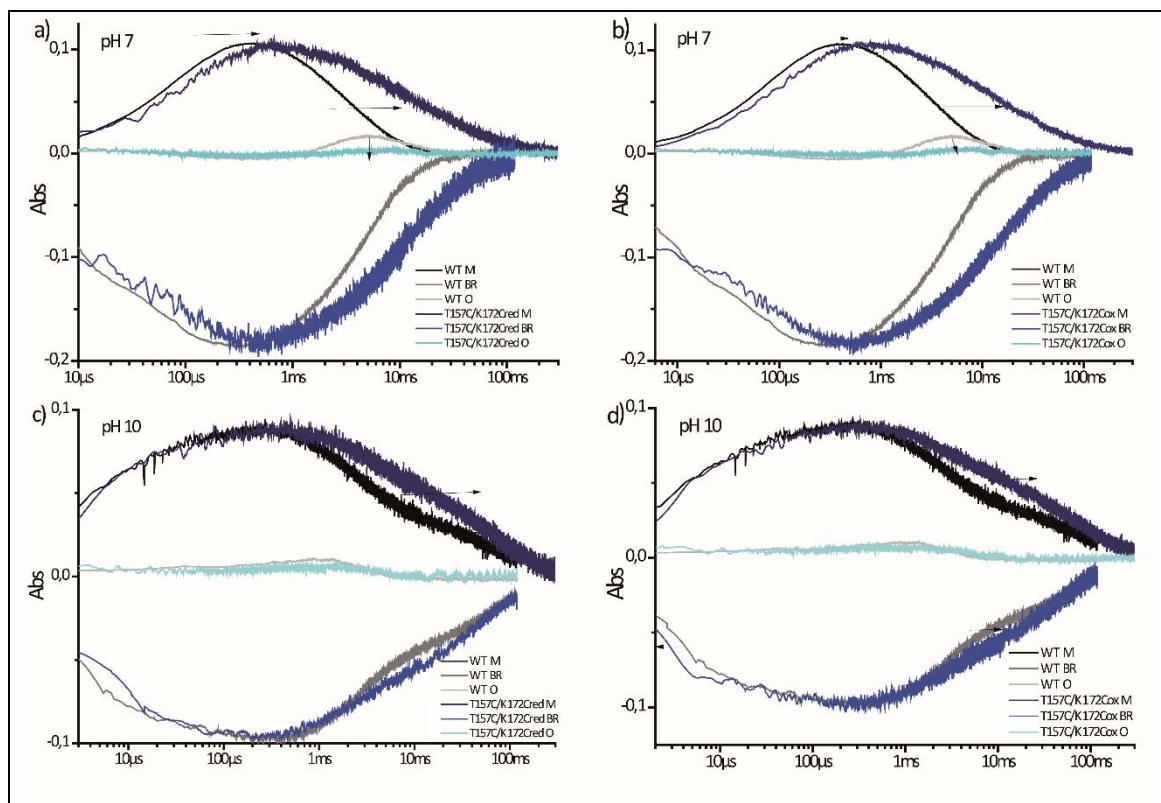 a)
pH 7
0,1
0,0
-0,1
-0,2
Abs
10µs
100µs
1ms
10ms
100ms
WT M
WT BR
WT O
T157C/K172Cred M
T157C/K172Cred BR
T157C/K172Cred O
b)
pH 7
0,1
0,0
-0,1
-0,2
Abs
10µs
100µs
1ms
10ms
100ms
WT M
WT BR
WT O
T157C/K172Cox M
T157C/K172Cox BR
T157C/K172Cox O
c)
pH 10
0,1
0,0
-0,1
Abs
10µs
100µs
1ms
10ms
100ms
WT M
WT BR
WT O
T157C/K172Cred M
T157C/K172Cred BR
T157C/K172Cred O
d)
pH 10
0,1
0,0
-0,1
Abs
10µs
100µs
1ms
10ms
100ms
WT M
WT BR
WT O
T157C/K172Cox M
T157C/K172Cox BR
T157C/K172Cox O